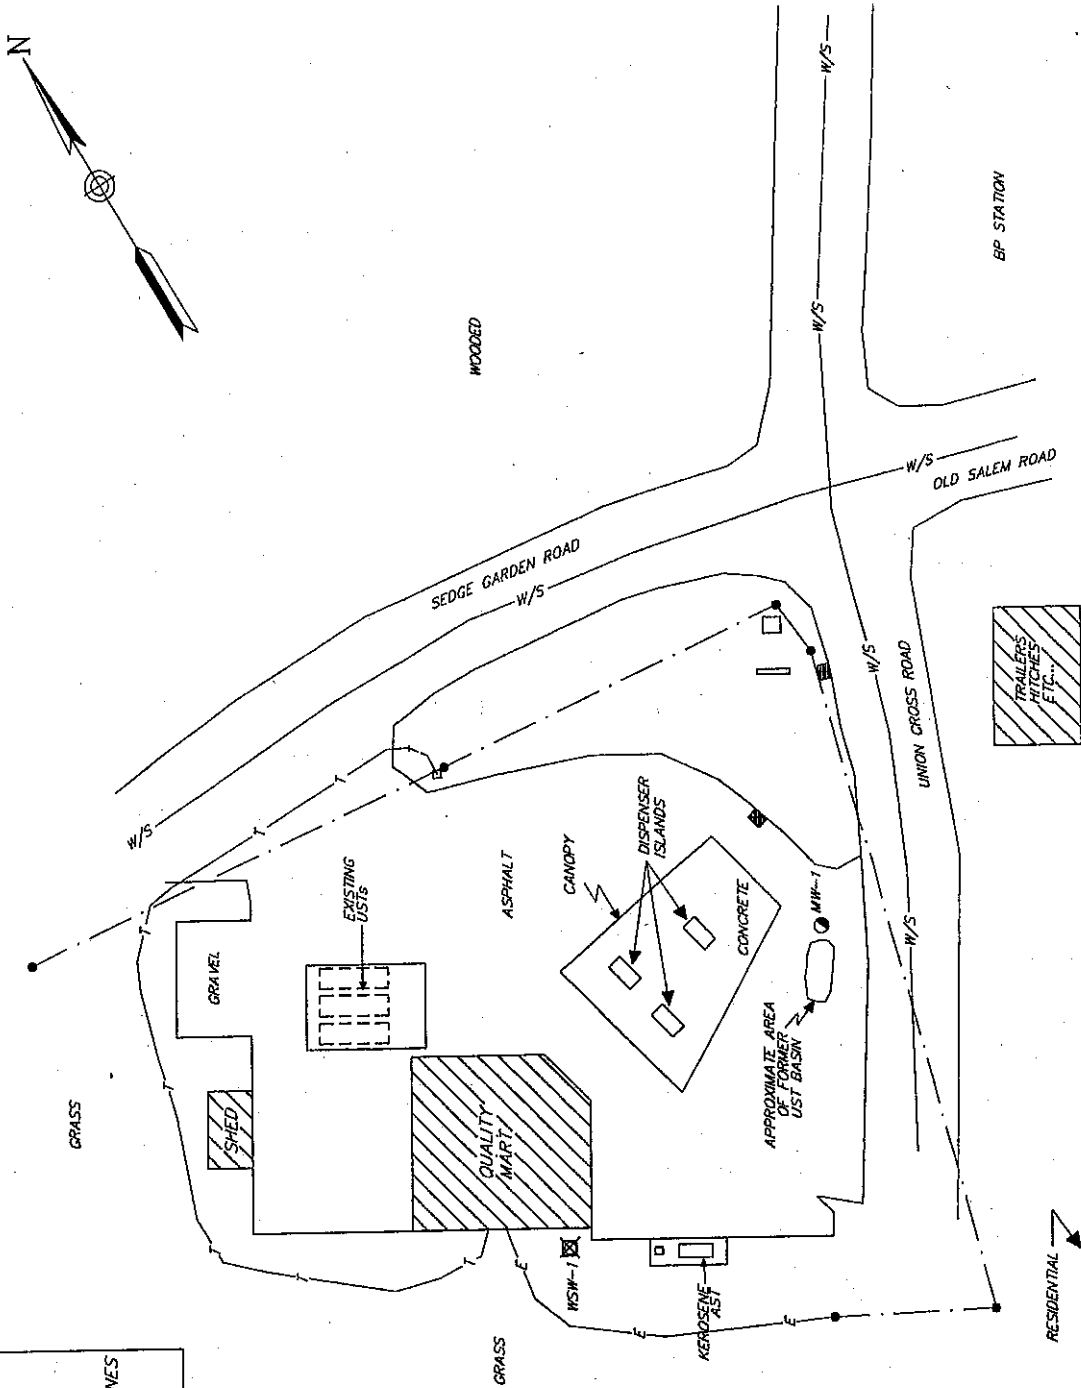 N
W/S
BP STATION
WOODED
W/S
W/S
OLD SALEM ROAD
SEDGE GARDEN ROAD
W/S
W/S
UNION CROSS ROAD
TRAILERS
HITCHES
ETC...
W/S
T
T
T
W/S
EXISTING
USTs
ASPHALT
CANOPY
DISPENSER
ISLANDS
CONCRETE
MW-1
W/S
GRAVEL
T
T
GRASS
SHED
QUALITY
MART
APPROXIMATE AREA
OF FORMER
UST BASIN
T
T
T
E
WSW-1
KEROSENE
AST
E
E
GRASS
RESIDENTIAL
NES